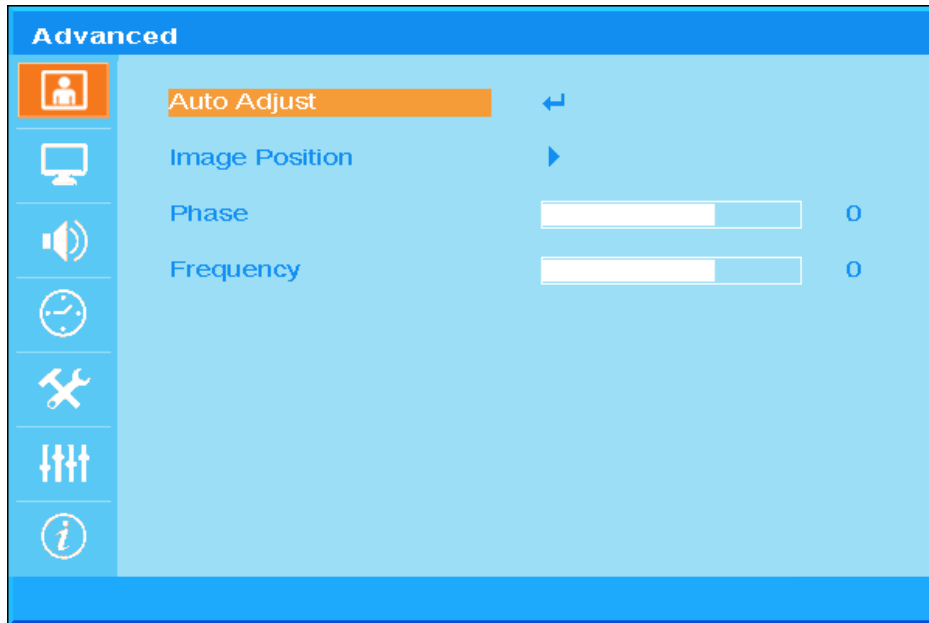 Advanced
Auto Adjust
Image Position
Phase 0
Frequency 0